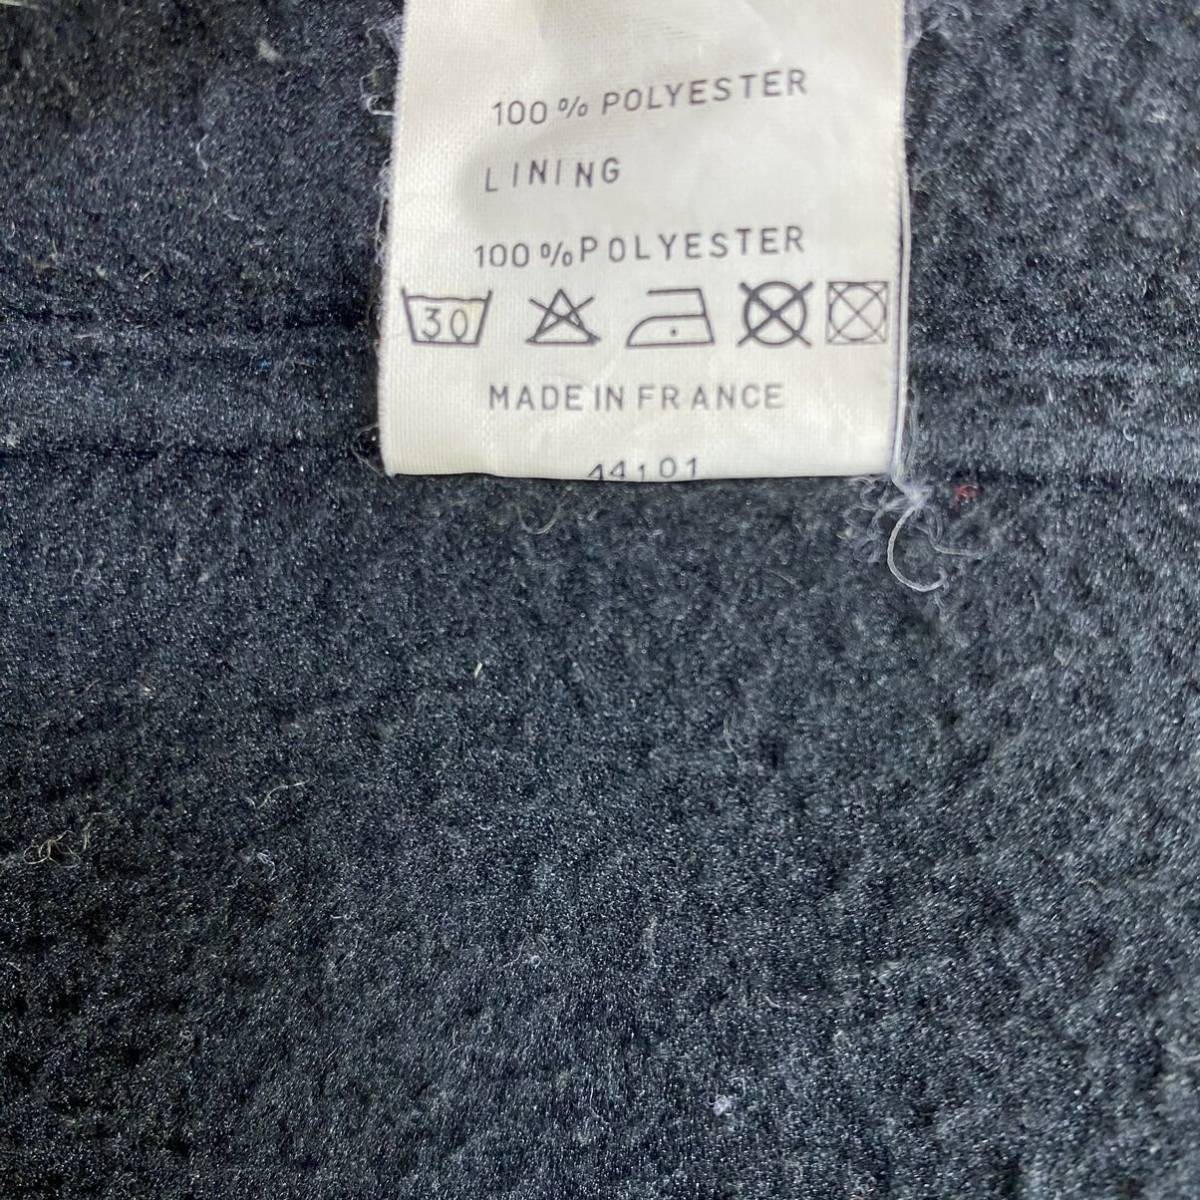 100% POLYESTER
LINING
100% POLYESTER
30
MADE IN FRANCE
44101